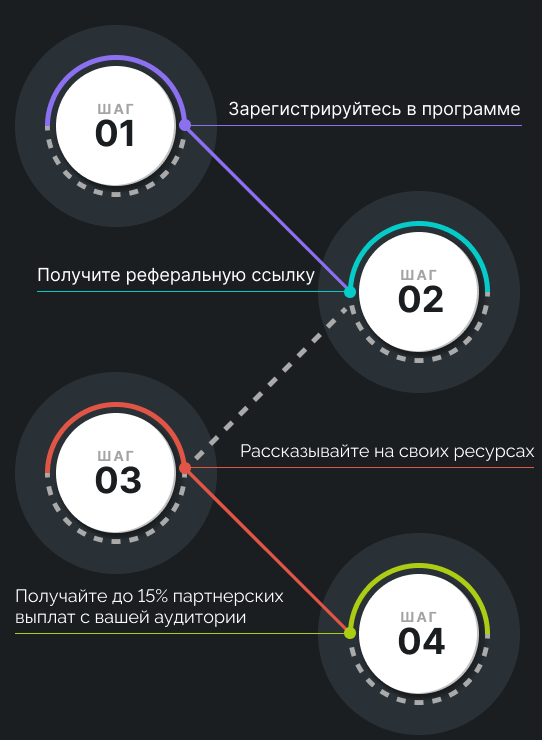 ШАГ
01
Зарегистрируйтесь в программе
Получите реферальную ссылку
ШАГ
02
ШАГ
03
Рассказывайте на своих ресурсах
Получайте до 15% партнерских
выплат с вашей аудитории
ШАГ
04